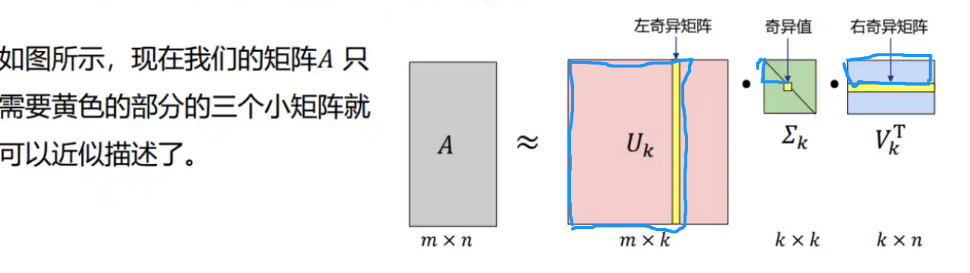 左奇异矩阵 奇异值 右奇异矩阵
如图所示，现在我们的矩阵A 只
需要黄色的部分的三个小矩阵就
可以近似描述了。
A ≈ U_k • Σ_k • V_k^T
m × n m × k k × k k × n